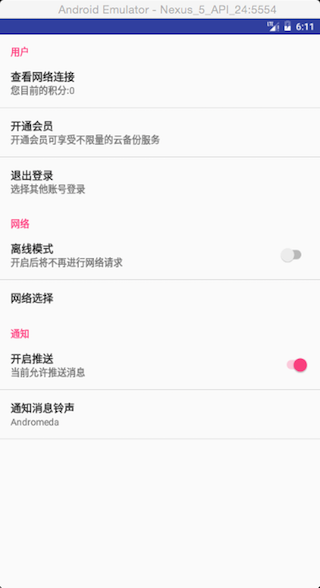 Android Emulator - Nexus_5_API_24:5554
LTE 6:11
用户
查看网络连接
您目前的积分:0
开通会员
开通会员可享受不限量的云备份服务
退出登录
选择其他账号登录
网络
离线模式
开启后将不再进行网络请求
网络选择
通知
开启推送
当前允许推送消息
通知消息铃声
Andromeda